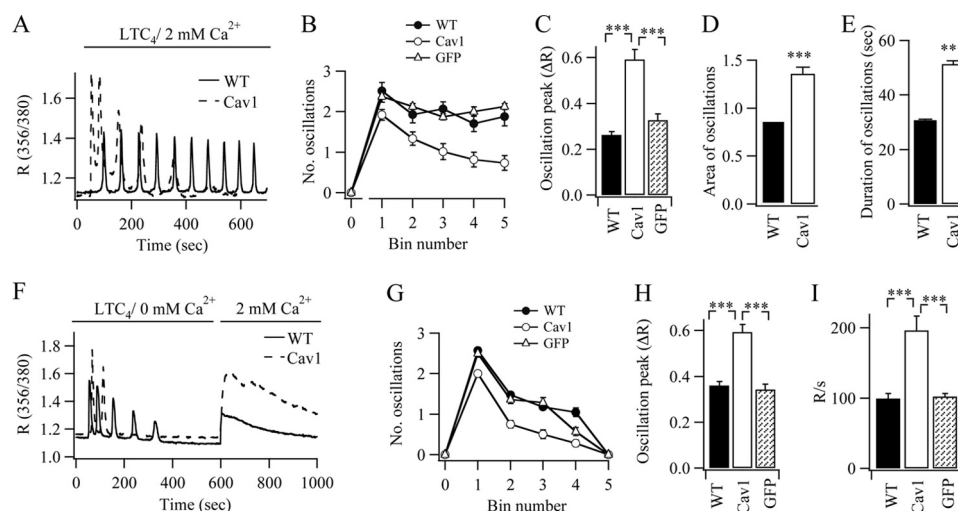 A
LTC4/ 2 mM Ca2+
WT
Cav1
R (356/380)
1.6
1.4
1.2
0 200 400 600
Time (sec)
B
WT
Cav1
GFP
No. oscillations
3
2
1
0
0 1 2 3 4 5
Bin number
C
*** ***
Oscillation peak (ΔR)
0.8
0.4
0.0
WT Cav1 GFP
D
***
Area of oscillations
1.5
1.0
0.5
0.0
WT Cav1
E
**
Duration of oscillations (sec)
60
40
20
0
WT Cav1
F
LTC4/ 0 mM Ca2+ 2 mM Ca2+
WT
Cav1
R (356/380)
1.8
1.6
1.4
1.2
1.0
0 200 400 600 800 1000
Time (sec)
G
WT
Cav1
GFP
No. oscillations
3
2
1
0
0 1 2 3 4 5
Bin number
H
*** ***
Oscillation peak (ΔR)
0.6
0.4
0.2
0.0
WT Cav1 GFP
I
*** ***
R/s
200
100
0
WT Cav1 GFP